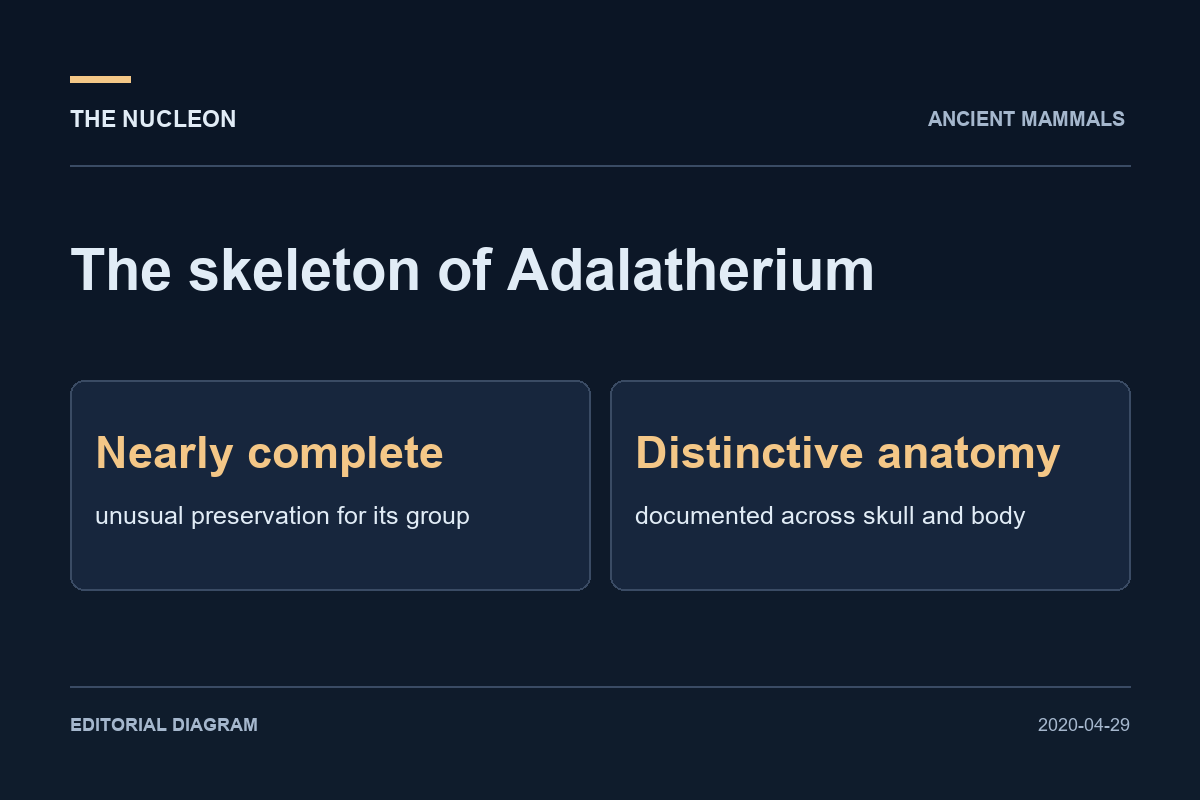 THE NUCLEON
ANCIENT MAMMALS
The skeleton of Adalatherium
Nearly complete
unusual preservation for its group
Distinctive anatomy
documented across skull and body
EDITORIAL DIAGRAM
2020-04-29